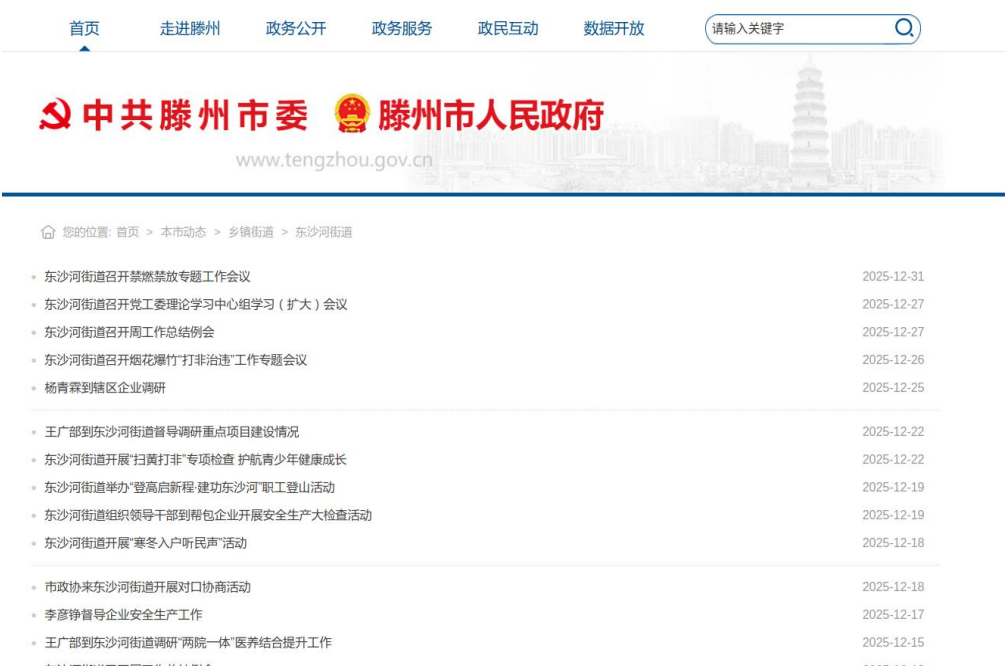 首页 走进滕州 政务公开 政务服务 政民互动 数据开放 请输入关键字
中共滕州市委 滕州市人民政府
www.tengzhou.gov.cn
您的位置: 首页 > 本市动态 > 乡镇街道 > 东沙河街道
东沙河街道召开禁燃禁放专题工作会议 2025-12-31
东沙河街道召开党工委理论学习中心组学习（扩大）会议 2025-12-27
东沙河街道召开周工作总结例会 2025-12-27
东沙河街道召开烟花爆竹“打非治违”工作专题会议 2025-12-26
杨青霖到辖区企业调研 2025-12-25
王广部到东沙河街道督导调研重点项目建设情况 2025-12-22
东沙河街道开展“扫黄打非”专项检查 护航青少年健康成长 2025-12-22
东沙河街道举办“登高启新程·建功东沙河”职工登山活动 2025-12-19
东沙河街道组织领导干部到帮包企业开展安全生产大检查活动 2025-12-19
东沙河街道开展“寒冬入户听民声”活动 2025-12-18
市政协来东沙河街道开展对口协商活动 2025-12-18
李彦铮督导企业安全生产工作 2025-12-17
王广部到东沙河街道调研“两院一体”医养结合提升工作 2025-12-15